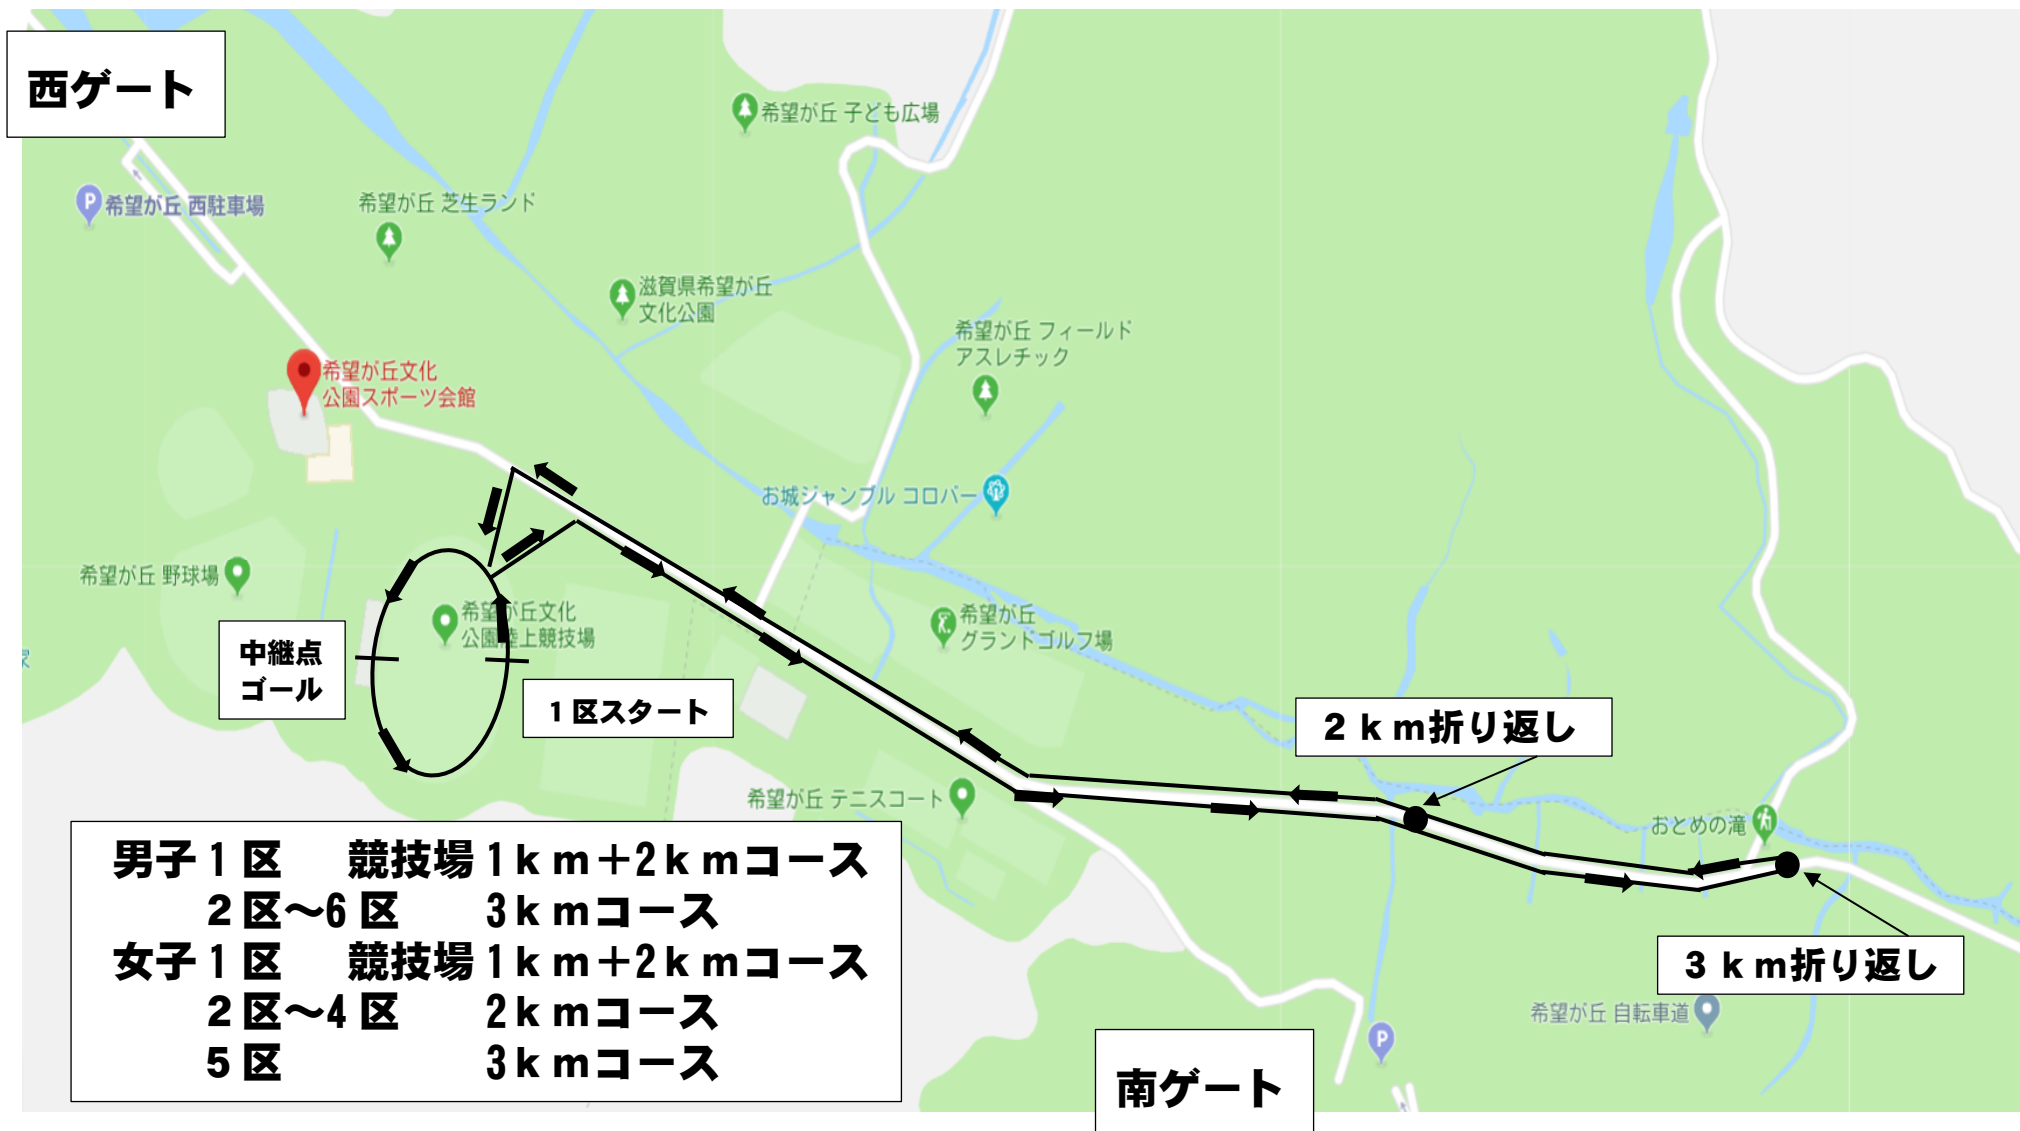 西ゲート
希望が丘 子ども広場
希望が丘 西駐車場
希望が丘 芝生ランド
滋賀県希望が丘
文化公園
希望が丘 フィールド
アスレチック
希望が丘文化
公園スポーツ会館
お城ジャンブル コロバー
希望が丘 野球場
希望が丘文化
公園陸上競技場
希望が丘
グランドゴルフ場
中継点
ゴール
1区スタート
2km折り返し
希望が丘 テニスコート
おとめの滝
男子1区 競技場1km+2kmコース
2区～6区 3kmコース
女子1区 競技場1km+2kmコース
2区～4区 2kmコース
5区 3kmコース
3km折り返し
希望が丘 自転車道
P
P
南ゲート